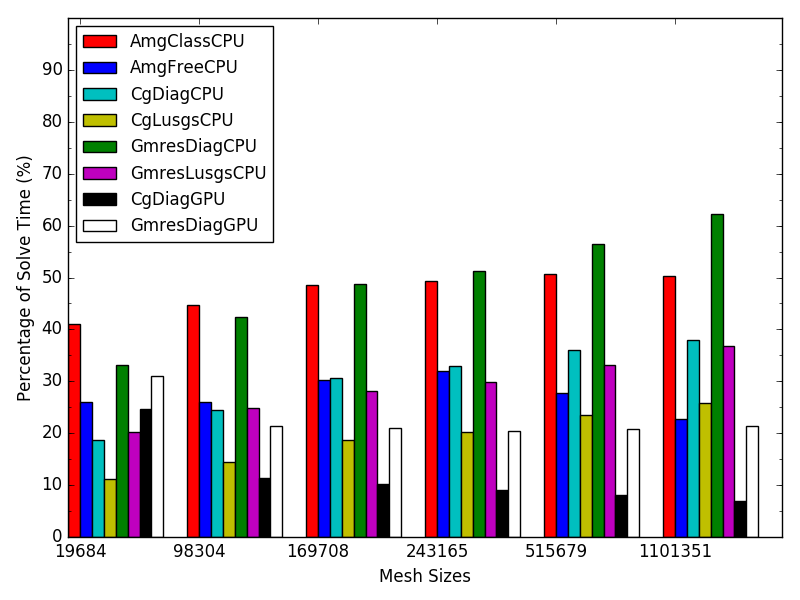 AmgClassCPU
AmgFreeCPU
CgDiagCPU
CgLusgsCPU
GmresDiagCPU
GmresLusgsCPU
CgDiagGPU
GmresDiagGPU
Percentage of Solve Time (%)
90
80
70
60
50
40
30
20
10
0
19684 98304 169708 243165 515679 1101351
Mesh Sizes